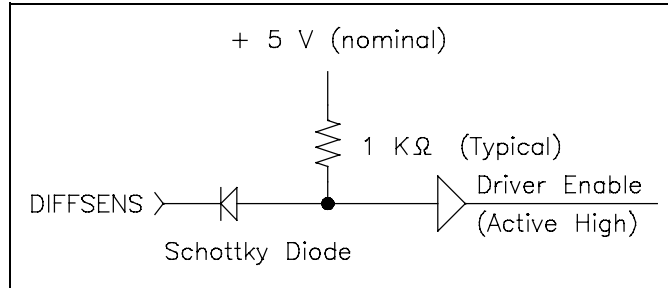 + 5 V (nominal)
1 KΩ (Typical)
DIFFSENS
Driver Enable
(Active High)
Schottky Diode